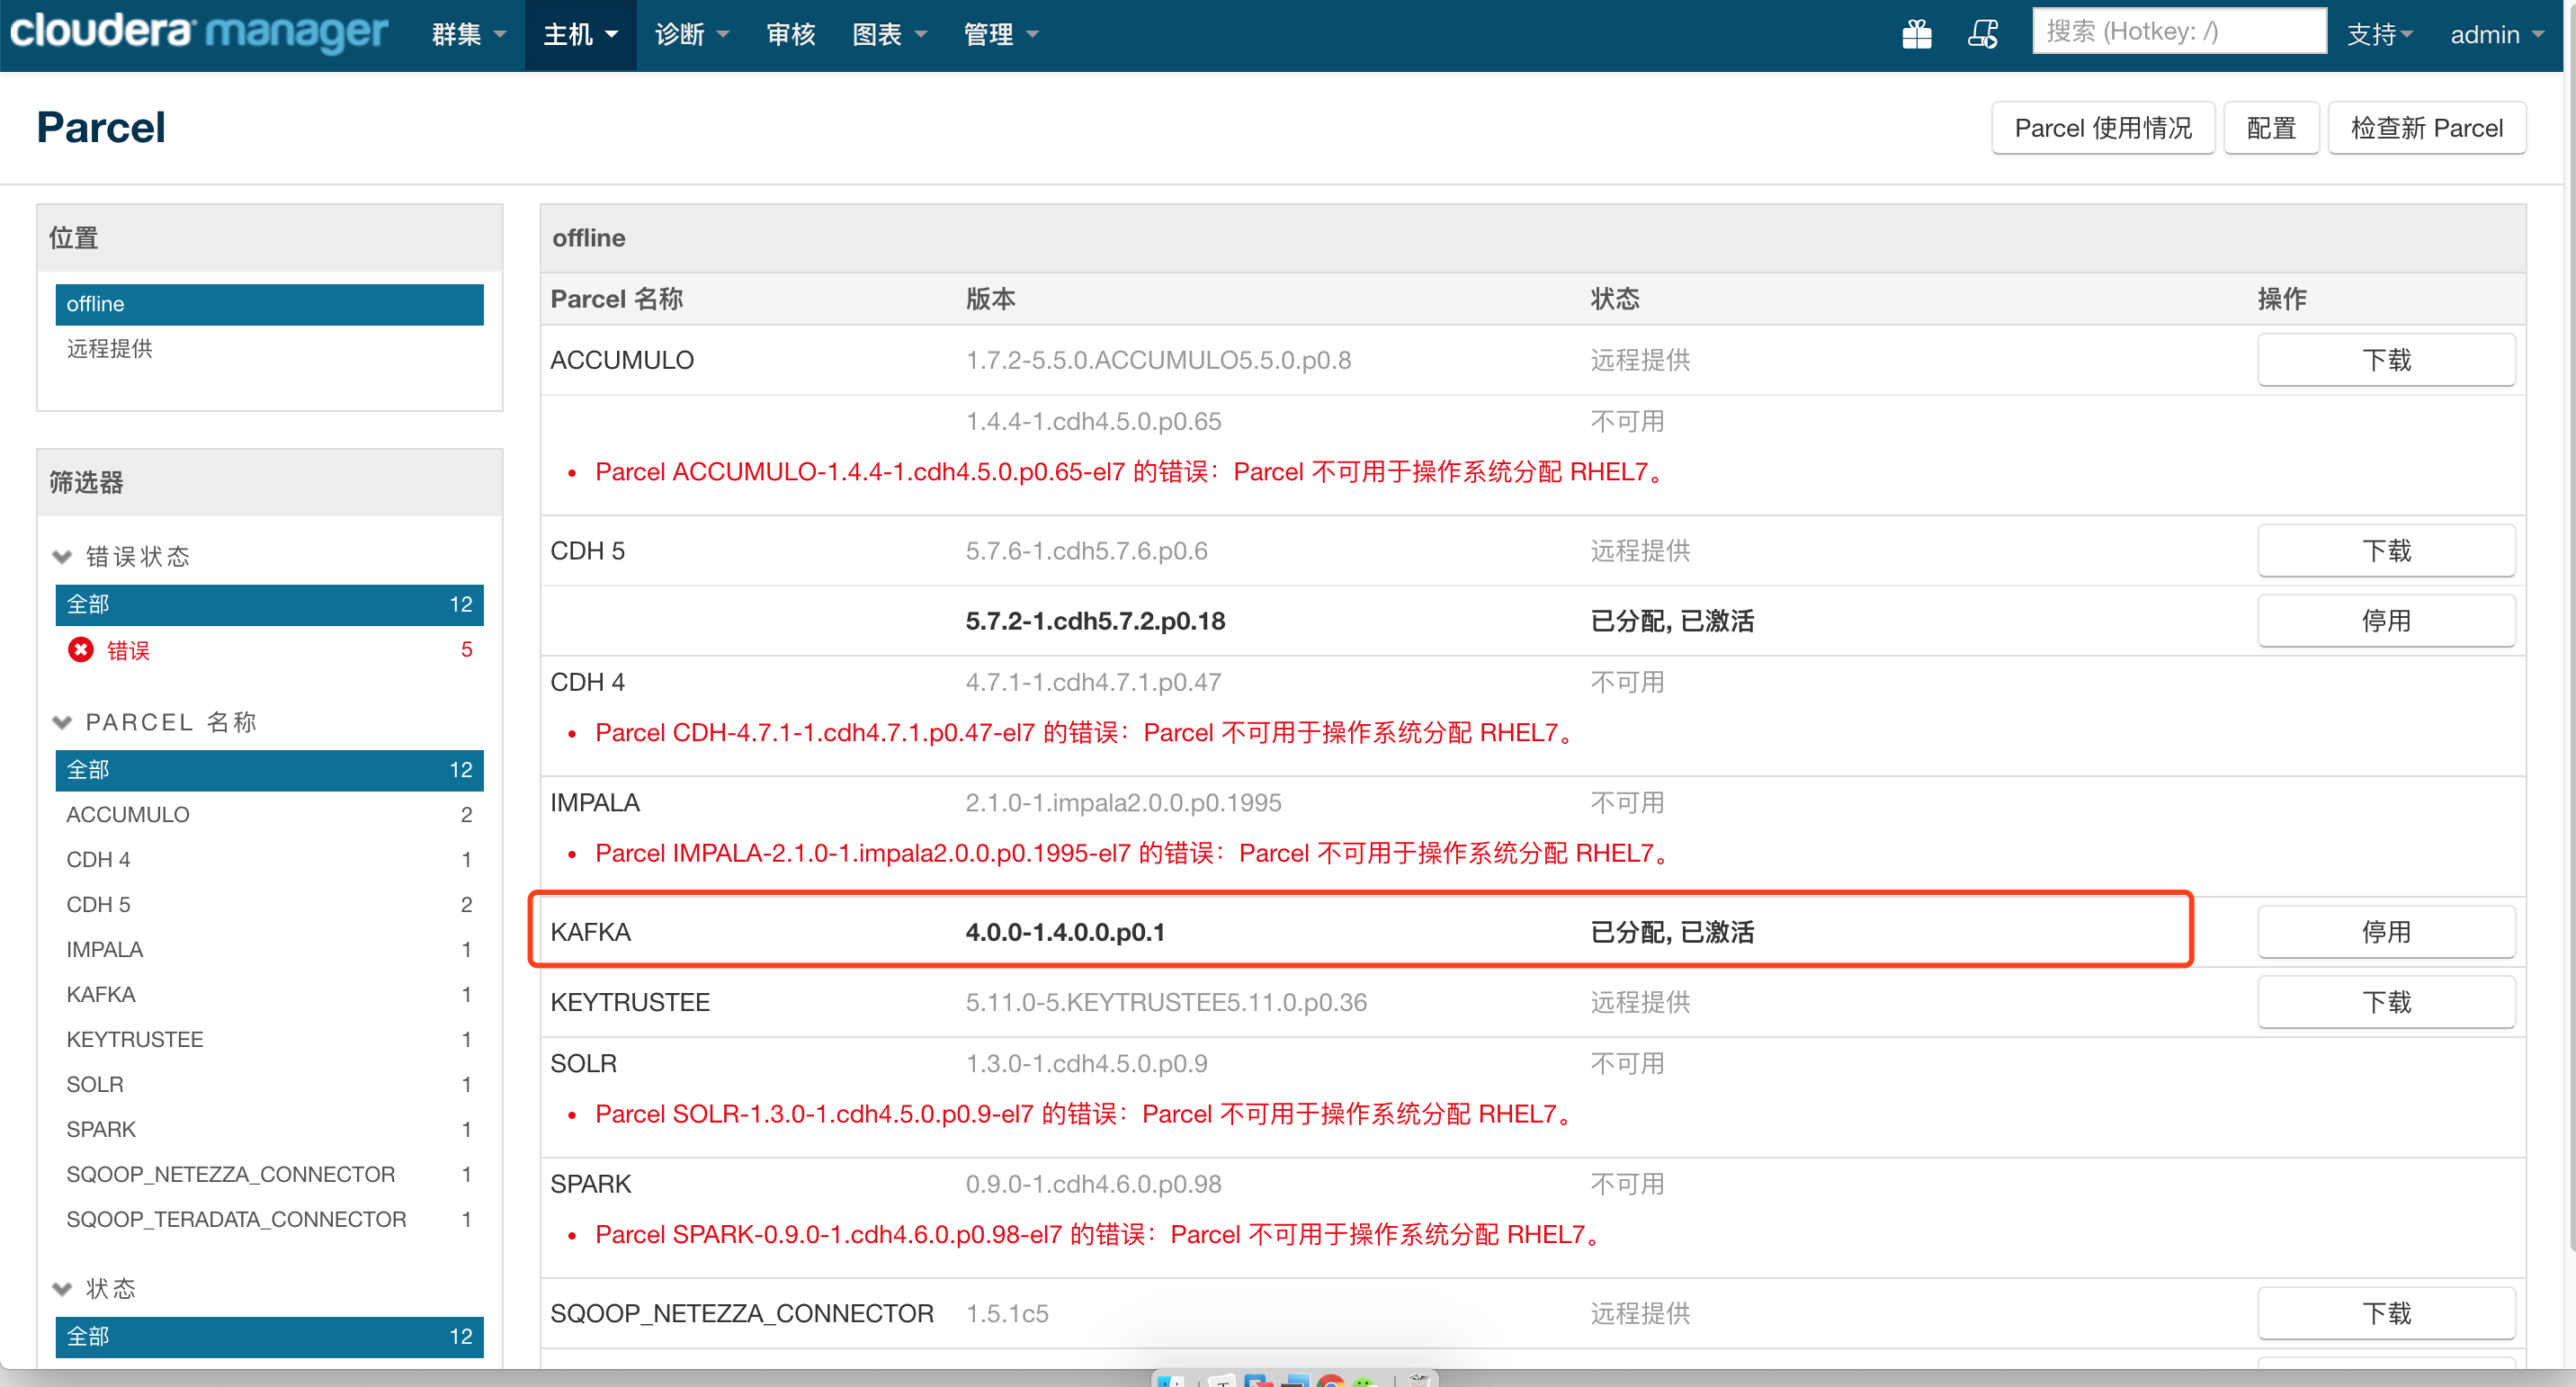 cloudera manager 群集 主机 诊断 审核 图表 管理 搜索 (Hotkey: /) 支持 admin
Parcel
Parcel 使用情况 配置 检查新 Parcel
位置
offline
远程提供
筛选器
错误状态
全部 12
错误 5
PARCEL 名称
全部 12
ACCUMULO 2
CDH 4 1
CDH 5 2
IMPALA 1
KAFKA 1
KEYTRUSTEE 1
SOLR 1
SPARK 1
SQOOP_NETEZZA_CONNECTOR 1
SQOOP_TERADATA_CONNECTOR 1
状态
全部 12
offline
Parcel 名称 版本 状态 操作
ACCUMULO 1.7.2-5.5.0.ACCUMULO5.5.0.p0.8 远程提供 下载
1.4.4-1.cdh4.5.0.p0.65 不可用
• Parcel ACCUMULO-1.4.4-1.cdh4.5.0.p0.65-el7 的错误：Parcel 不可用于操作系统分配 RHEL7。
CDH 5 5.7.6-1.cdh5.7.6.p0.6 远程提供 下载
5.7.2-1.cdh5.7.2.p0.18 已分配, 已激活 停用
CDH 4 4.7.1-1.cdh4.7.1.p0.47 不可用
• Parcel CDH-4.7.1-1.cdh4.7.1.p0.47-el7 的错误：Parcel 不可用于操作系统分配 RHEL7。
IMPALA 2.1.0-1.impala2.0.0.p0.1995 不可用
• Parcel IMPALA-2.1.0-1.impala2.0.0.p0.1995-el7 的错误：Parcel 不可用于操作系统分配 RHEL7。
KAFKA 4.0.0-1.4.0.0.p0.1 已分配, 已激活 停用
KEYTRUSTEE 5.11.0-5.KEYTRUSTEE5.11.0.p0.36 远程提供 下载
SOLR 1.3.0-1.cdh4.5.0.p0.9 不可用
• Parcel SOLR-1.3.0-1.cdh4.5.0.p0.9-el7 的错误：Parcel 不可用于操作系统分配 RHEL7。
SPARK 0.9.0-1.cdh4.6.0.p0.98 不可用
• Parcel SPARK-0.9.0-1.cdh4.6.0.p0.98-el7 的错误：Parcel 不可用于操作系统分配 RHEL7。
SQOOP_NETEZZA_CONNECTOR 1.5.1c5 远程提供 下载